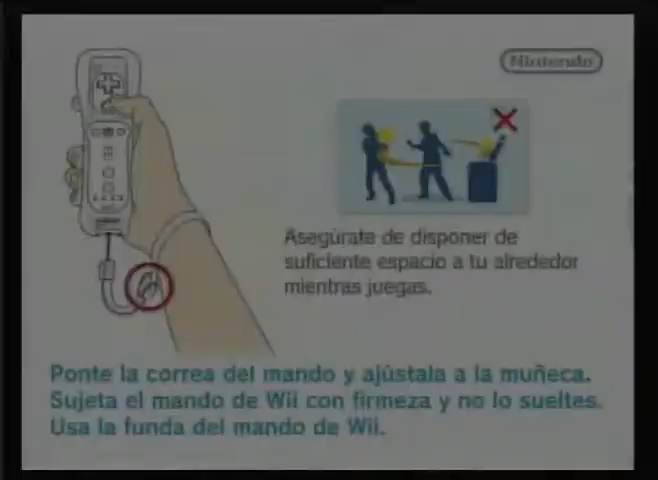 Nintendo
Asegúrate de disponer de
suficiente espacio a tu alrededor
mientras juegas.
Ponte la correa del mando y ajústala a la muñeca.
Sujeta el mando de Wii con firmeza y no lo sueltes.
Usa la funda del mando de Wii.